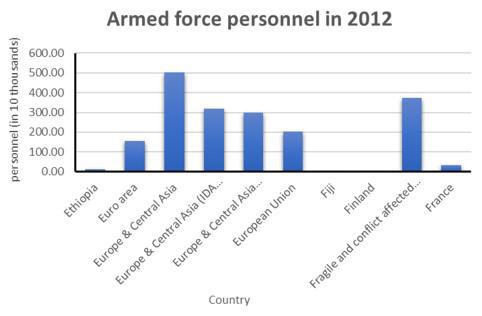 Armed force personnel in 2012
personnel (in 10 thousands)
600.00
500.00
400.00
300.00
200.00
100.00
0.00
Ethiopia
Euro area
Europe & Central Asia
Europe & Central Asia (IDA...
Europe & Central Asia...
European Union
Fiji
Finland
Fragile and conflict affected...
France
Country